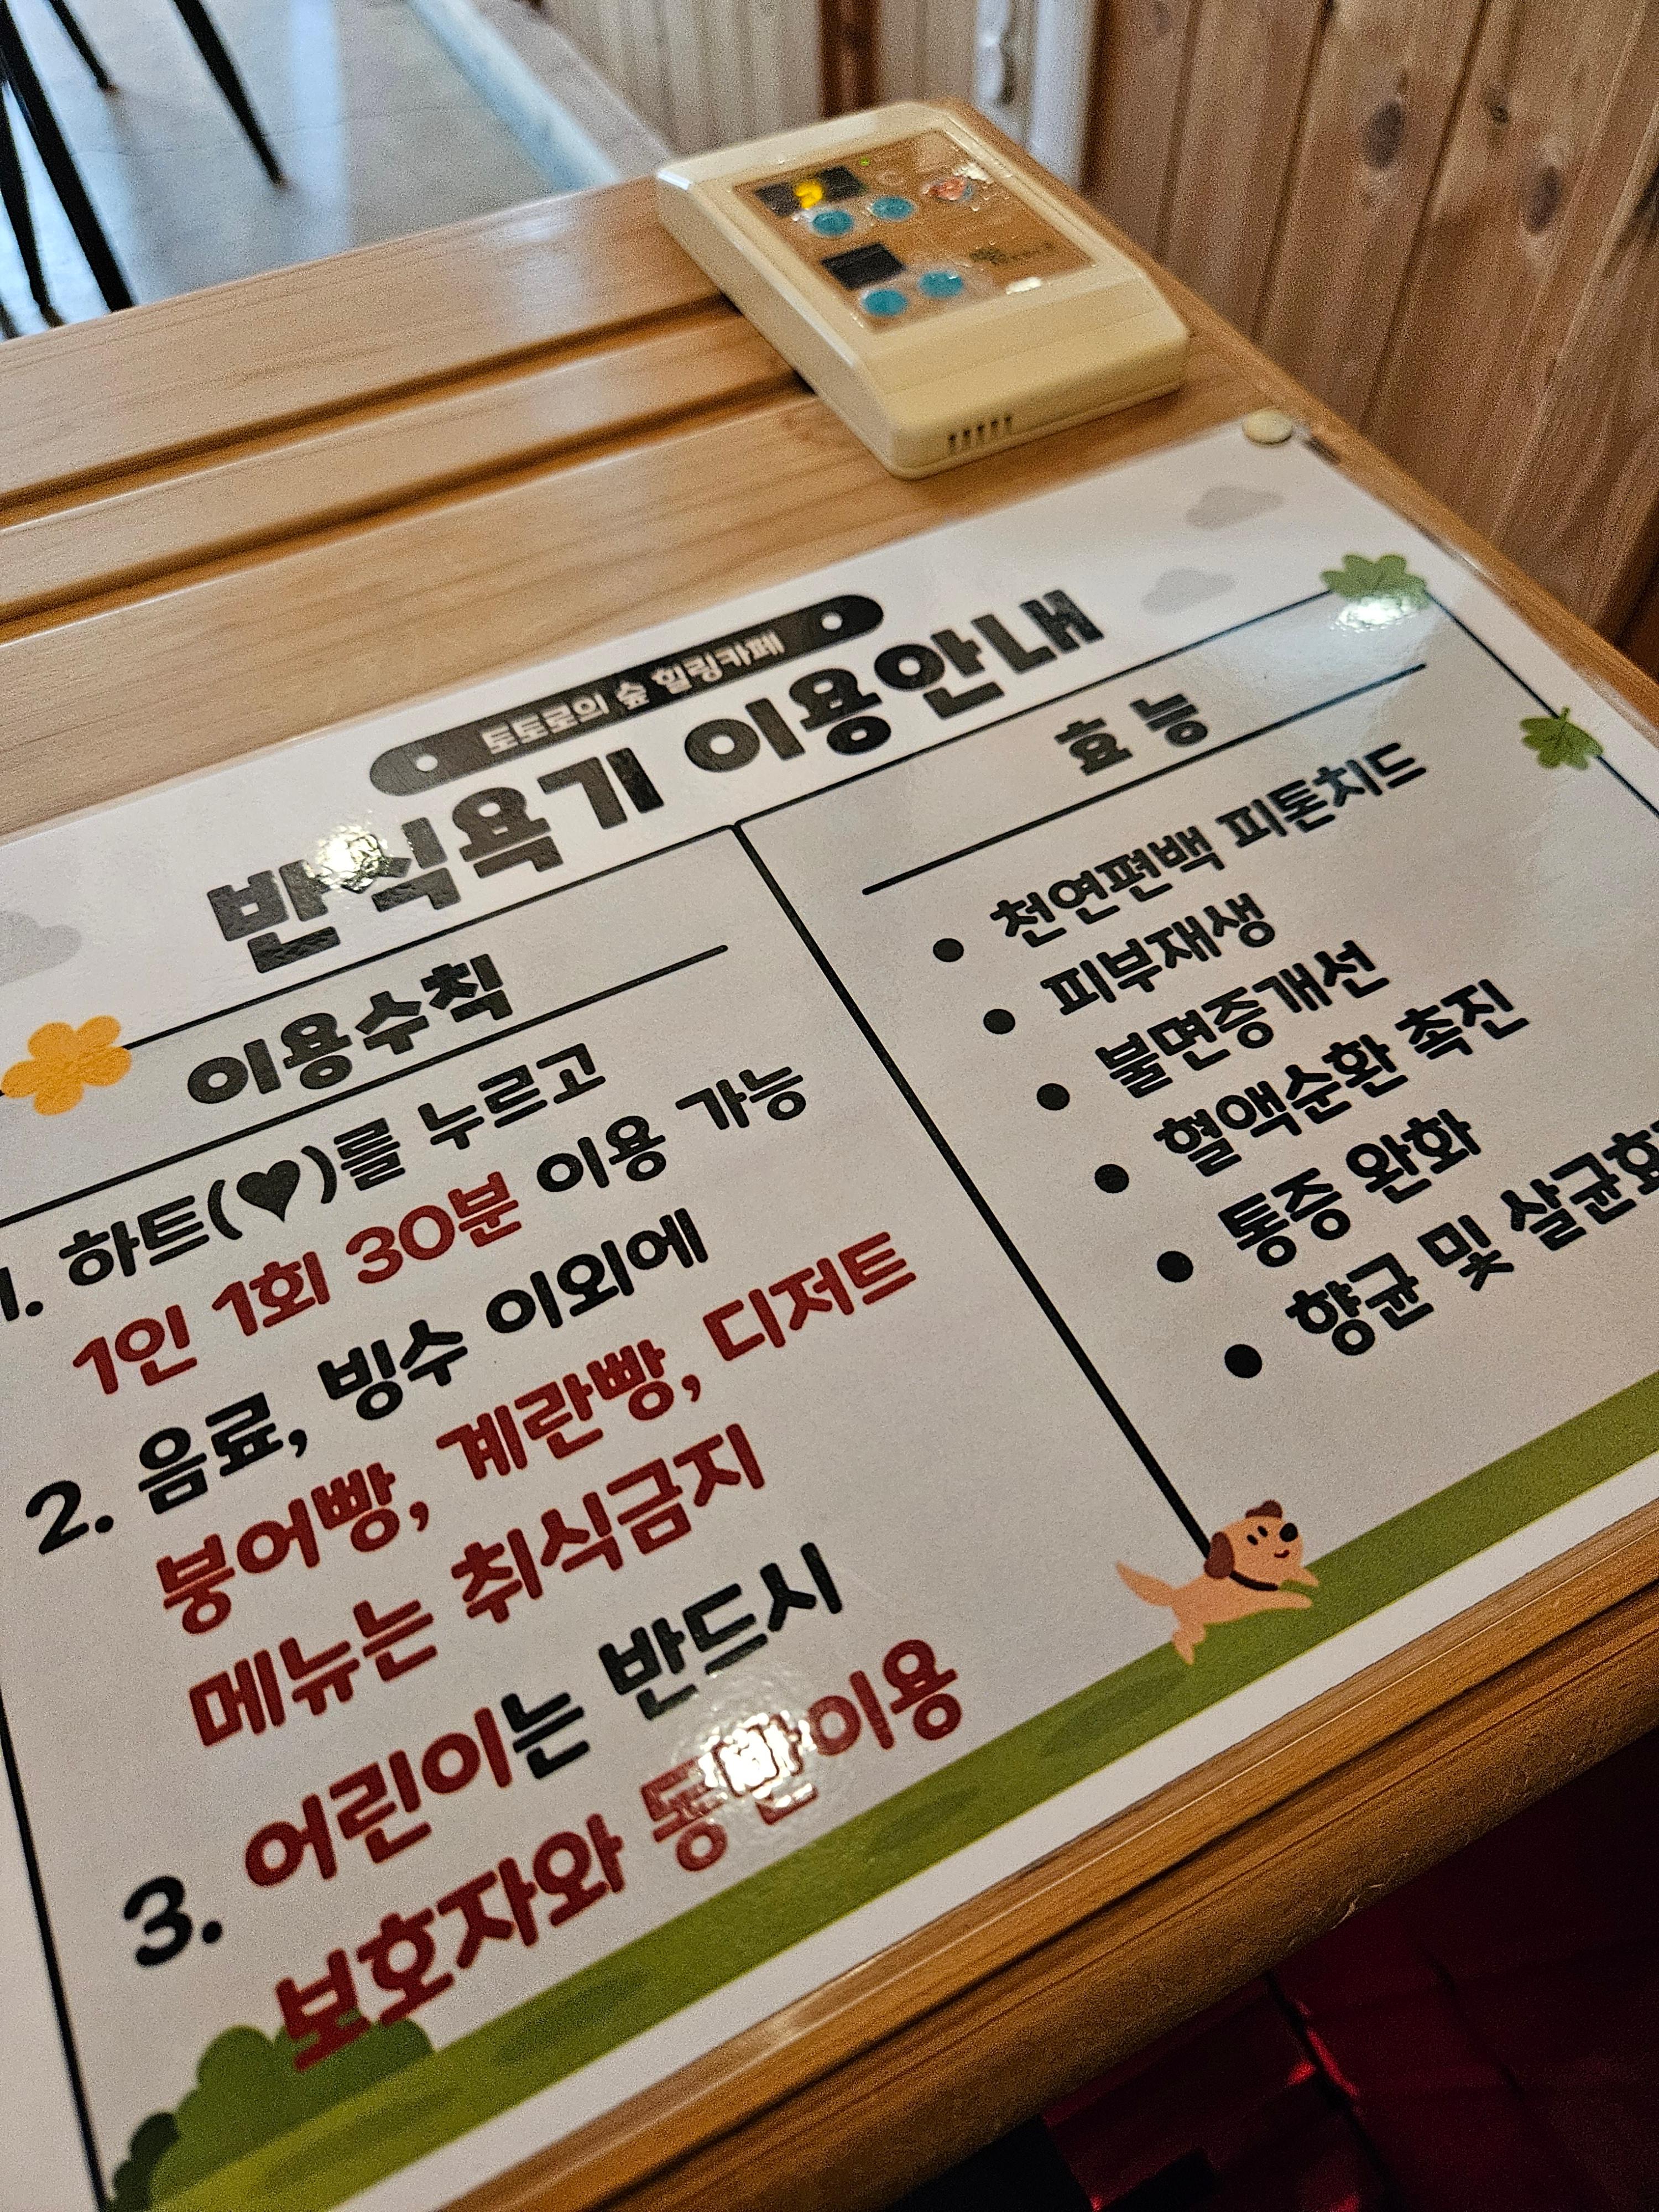 토토로의 숲 힐링카페
반식욕기 이용안내
이용수칙
1. 하트(♥)를 누르고
1인 1회 30분 이용 가능
2. 음료, 빙수 이외에
붕어빵, 계란빵, 디저트
메뉴는 취식금지
3. 어린이는 반드시
보호자와 동반이용
효능
• 천연편백 피톤치드
• 피부재생
• 불면증개선
• 혈액순환 촉진
• 통증 완화
• 향균 및 살균